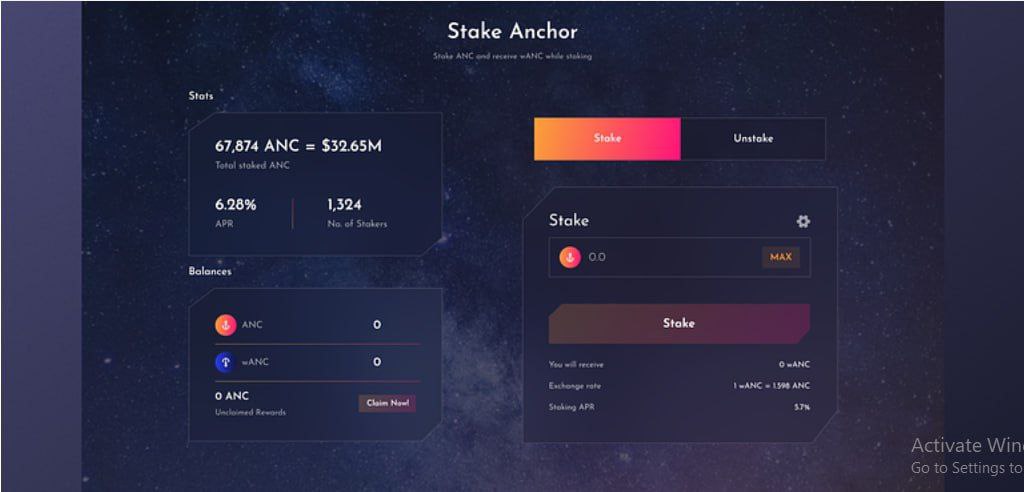 Stake Anchor
Stake ANC and receive wANC while staking
Stats
67,874 ANC = $32.65M
Total staked ANC
6.28%
APR
1,324
No. of Stakers
Balances
ANC 0
wANC 0
0 ANC
Unclaimed Rewards
Claim Now!
Stake Unstake
Stake
0.0 MAX
Stake
You will receive 0 wANC
Exchange rate 1 wANC = 1.598 ANC
Staking APR 5.7%
Activate Win
Go to Settings to